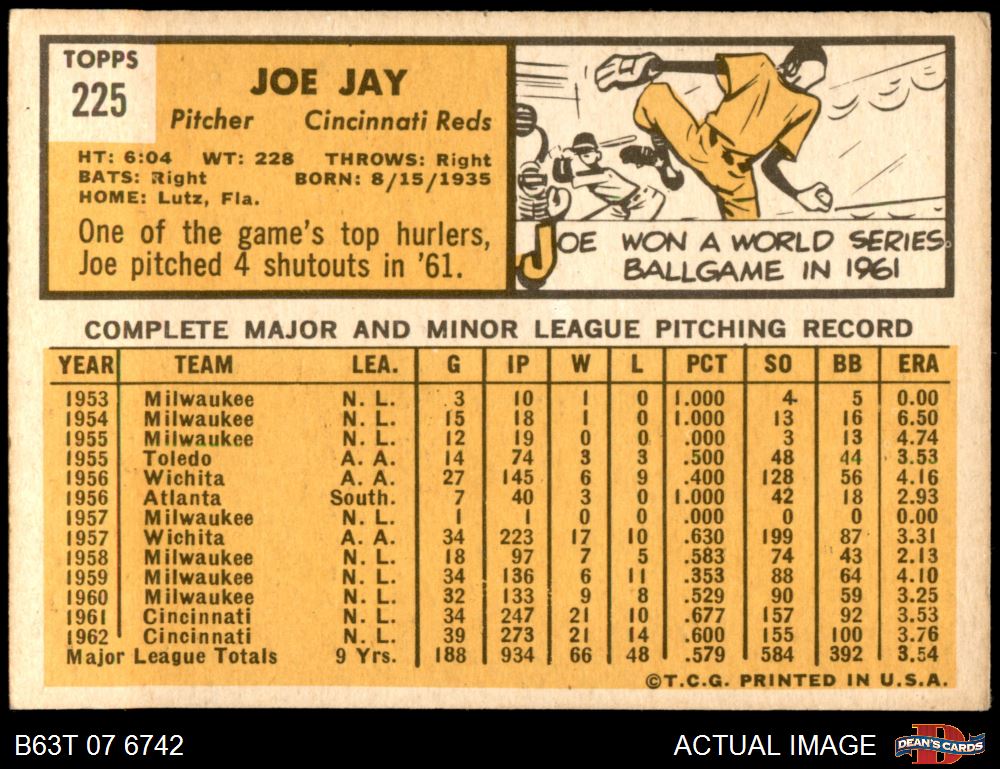 TOPPS
225
JOE JAY
Pitcher Cincinnati Reds
HT: 6:04 WT: 228 THROWS: Right
BATS: Right BORN: 8/15/1935
HOME: Lutz, Fla.
One of the game's top hurlers,
Joe pitched 4 shutouts in '61.
JOE WON A WORLD SERIES
BALLGAME IN 1961
COMPLETE MAJOR AND MINOR LEAGUE PITCHING RECORD
YEAR TEAM LEA. G IP W L PCT SO BB ERA
1953 Milwaukee N. L. 3 10 1 0 1.000 4 5 0.00
1954 Milwaukee N. L. 15 18 1 0 1.000 13 16 6.50
1955 Milwaukee N. L. 12 19 0 0 .000 3 13 4.74
1955 Toledo A. A. 14 74 3 3 .500 48 44 3.53
1956 Wichita A. A. 27 145 6 9 .400 128 56 4.16
1956 Atlanta South. 7 40 3 0 1.000 42 18 2.93
1957 Milwaukee N. L. 1 1 0 0 .000 0 0 0.00
1957 Wichita A. A. 34 223 17 10 .630 199 87 3.31
1958 Milwaukee N. L. 18 97 7 5 .583 74 43 2.13
1959 Milwaukee N. L. 34 136 6 11 .353 88 64 4.10
1960 Milwaukee N. L. 32 133 9 8 .529 90 59 3.25
1961 Cincinnati N. L. 34 247 21 10 .677 157 92 3.53
1962 Cincinnati N. L. 39 273 21 14 .600 155 100 3.76
Major League Totals 9 Yrs. 188 934 66 48 .579 584 392 3.54
©T.C.G. PRINTED IN U.S.A.
B63T 07 6742 ACTUAL IMAGE DEAN'S CARDS